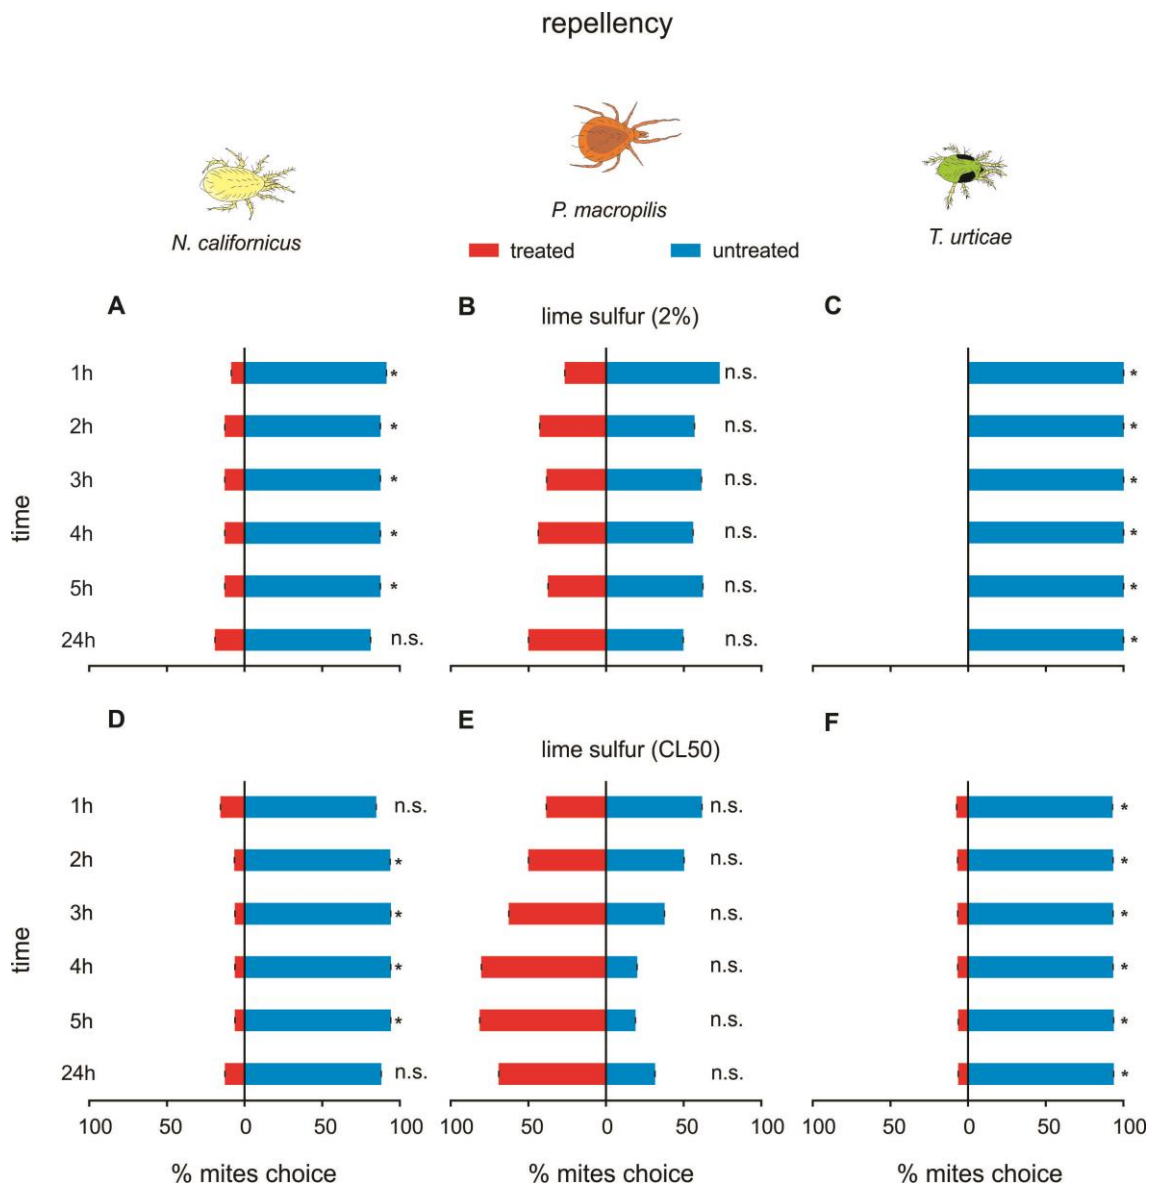 repellency
N. californicus
P. macropilis
T. urticae
treated
untreated
A
B
C
lime sulfur (2%)
time
1h * n.s. *
2h * n.s. *
3h * n.s. *
4h * n.s. *
5h * n.s. *
24h n.s. n.s. *
D
E
F
lime sulfur (CL50)
time
1h n.s. n.s. *
2h * n.s. *
3h * n.s. *
4h * n.s. *
5h * n.s. *
24h n.s. n.s. *
100 50 0 50 100 100 50 0 50 100 100 50 0 50 100
% mites choice % mites choice % mites choice